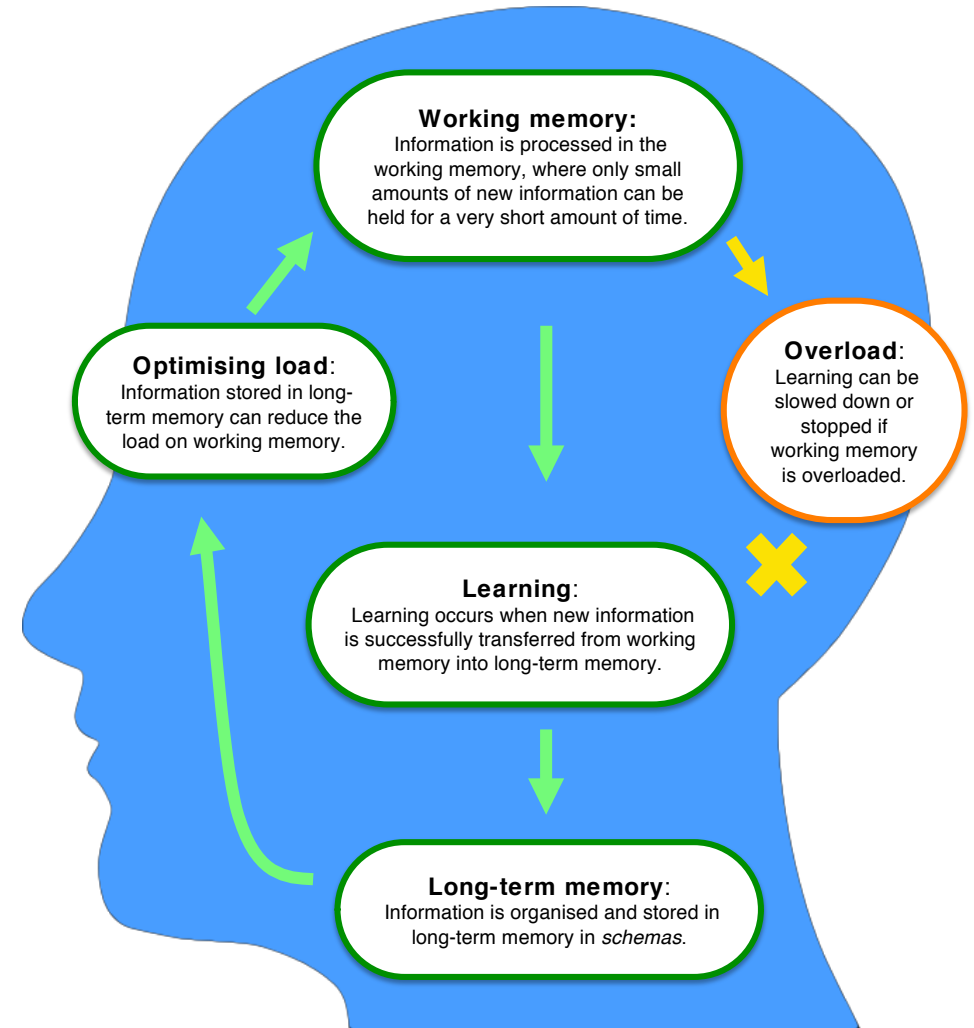 Working memory:
Information is processed in the
working memory, where only small
amounts of new information can be
held for a very short amount of time.
Optimising load:
Information stored in long-
term memory can reduce the
load on working memory.
Overload:
Learning can be
slowed down or
stopped if
working memory
is overloaded.
Learning:
Learning occurs when new information
is successfully transferred from working
memory into long-term memory.
Long-term memory:
Information is organised and stored in
long-term memory in schemas.